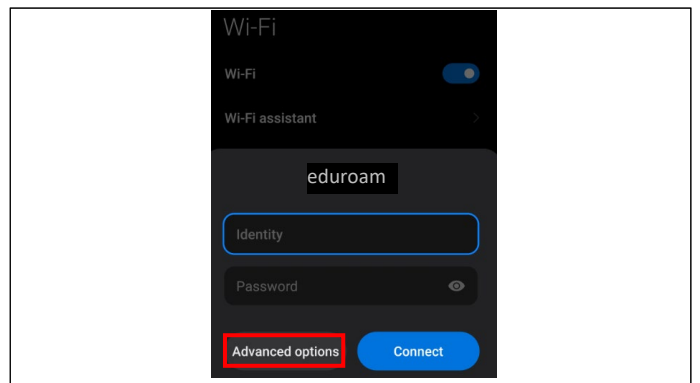 Wi-Fi
Wi-Fi
Wi-Fi assistant
eduroam
Identity
Password
Advanced options Connect